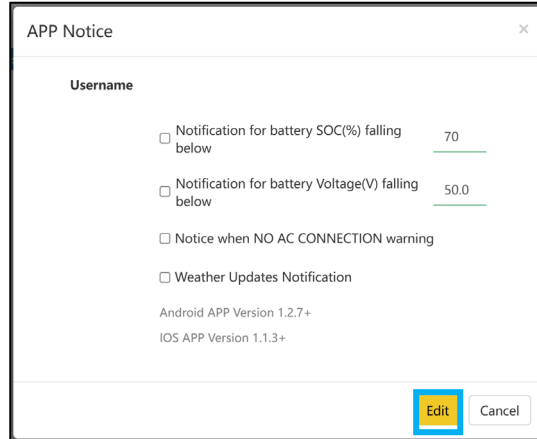 APP Notice
×
Username
Notification for battery SOC(%) falling
below
70
Notification for battery Voltage(V) falling
below
50.0
Notice when NO AC CONNECTION warning
Weather Updates Notification
Android APP Version 1.2.7+
IOS APP Version 1.1.3+
Edit
Cancel